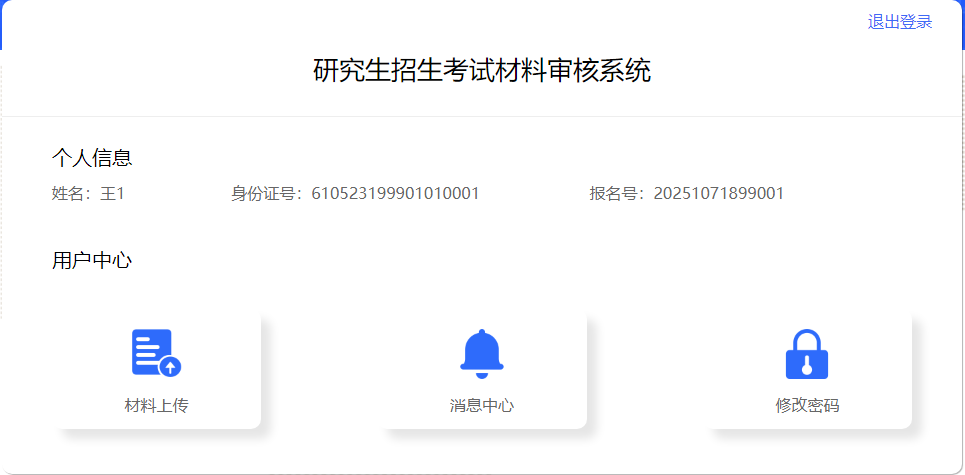 退出登录
研究生招生考试材料审核系统
个人信息
姓名：王1 身份证号：610523199901010001 报名号：20251071899001
用户中心
材料上传 消息中心 修改密码